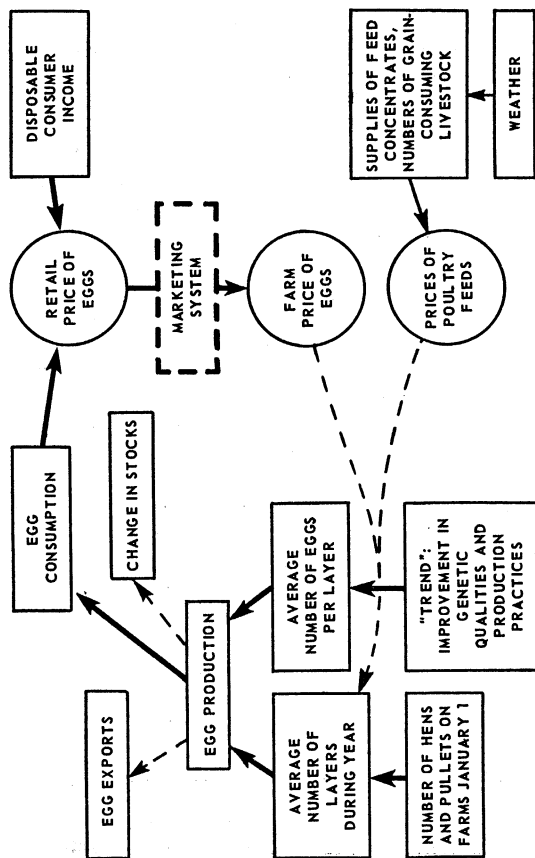 EGG EXPORTS
EGG
CONSUMPTION
CHANGE IN STOCKS
EGG PRODUCTION
RETAIL
PRICE OF
EGGS
DISPOSABLE
CONSUMER
INCOME
MARKETING
SYSTEM
AVERAGE
NUMBER OF
LAYERS
DURING YEAR
AVERAGE
NUMBER OF EGGS
PER LAYER
FARM
PRICE OF
EGGS
NUMBER OF HENS
AND PULLETS ON
FARMS JANUARY 1
"TREND":
IMPROVEMENT IN
GENETIC
QUALITIES AND
PRODUCTION
PRACTICES
PRICES OF
POULTRY
FEEDS
SUPPLIES OF FEED
CONCENTRATES,
NUMBERS OF GRAIN-
CONSUMING
LIVESTOCK
WEATHER